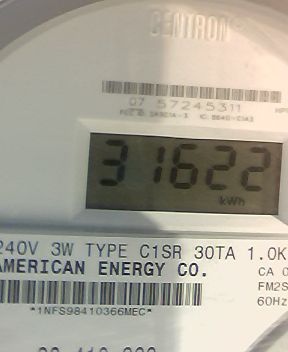 CENTRON
07 57245311
31622
kWh
240V 3W TYPE C1SR 30TA 1.0K
AMERICAN ENERGY CO.
CA 0
FM2S
60Hz
*1NFS98410366MEC*